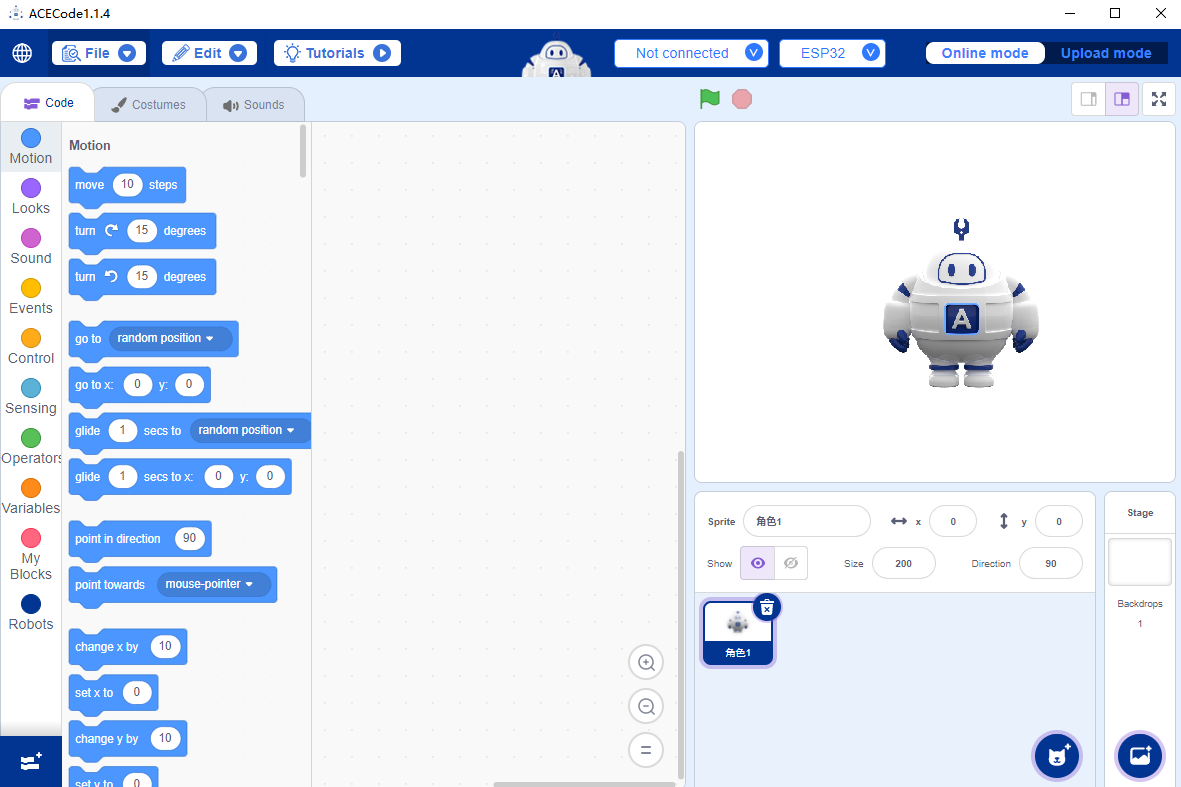 ACECode1.1.4
File
Edit
Tutorials
A
Not connected
ESP32
Online mode
Upload mode
Code
Costumes
Sounds
Motion
Looks
Sound
Events
Control
Sensing
Operators
Variables
My
Blocks
Robots
Motion
move 10 steps
turn 15 degrees
turn 15 degrees
go to random position
go to x: 0 y: 0
glide 1 secs to random position
glide 1 secs to x: 0 y: 0
point in direction 90
point towards mouse-pointer
change x by 10
set x to 0
change y by 10
set y to 0
A
Sprite 角色1 x 0 y 0
Show Size 200 Direction 90
角色1
Stage
Backdrops
1